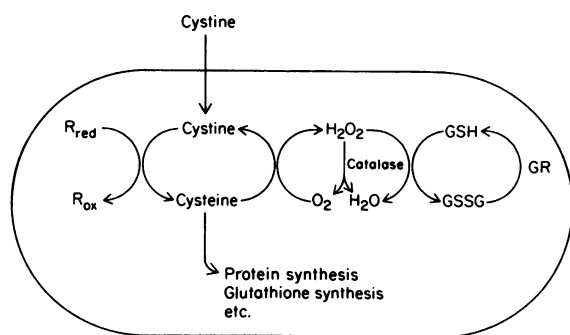 Cystine
R_red Cystine H₂O₂ GSH
Catalase
GR
R_ox Cysteine O₂ H₂O GSSG
Protein synthesis
Glutathione synthesis
etc.